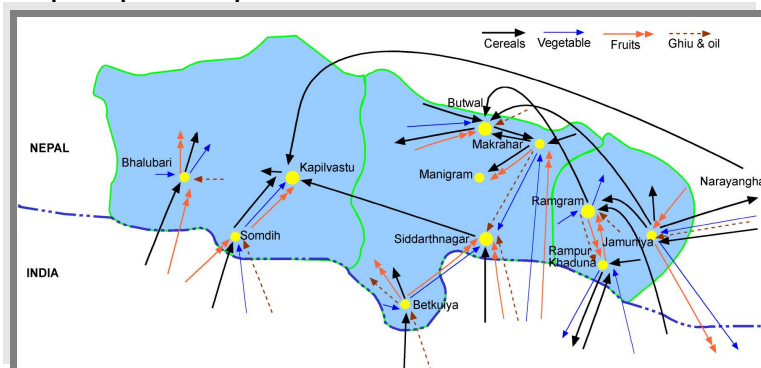 Cereals
Vegetable
Fruits
Ghiu & oil
NEPAL
INDIA
Butwal
Makrahar
Bhalubari
Kapilvastu
Manigram
Narayangha
Ramgram
Somdih
Siddarthnagar
Jamuniya
Rampur
Khaduna
Betkuiya